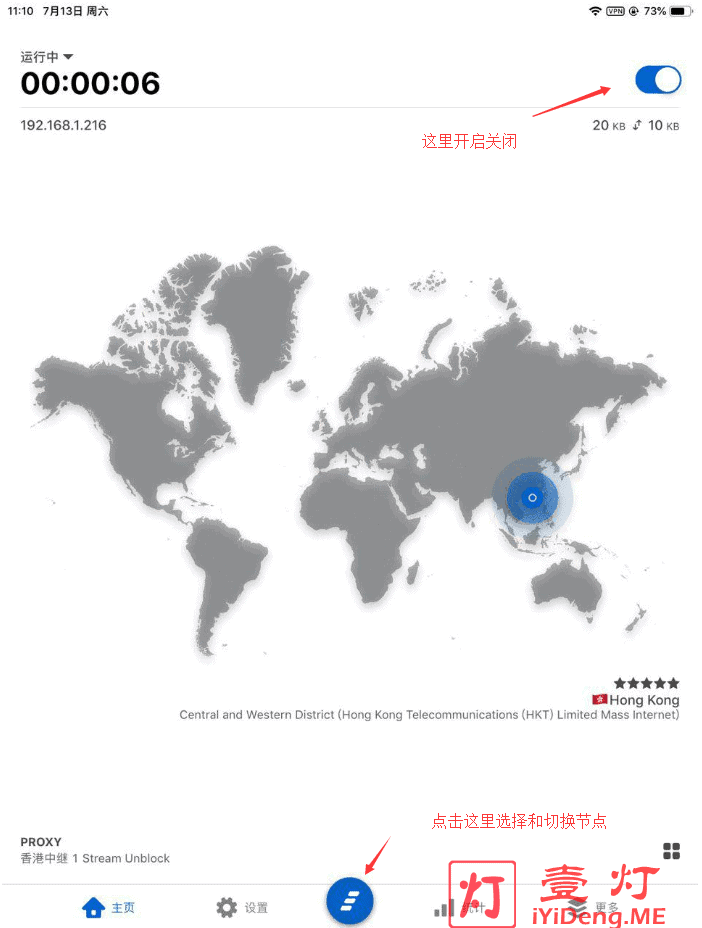 11:10 7月13日 周六
VPN 73%
运行中
00:00:06
192.168.1.216
20 KB 10 KB
这里开启关闭
Hong Kong
Central and Western District (Hong Kong Telecommunications (HKT) Limited Mass Internet)
点击这里选择和切换节点
PROXY
香港中继 1 Stream Unblock
主页
设置
统计
更多
灯
壹灯
iYiDeng.ME